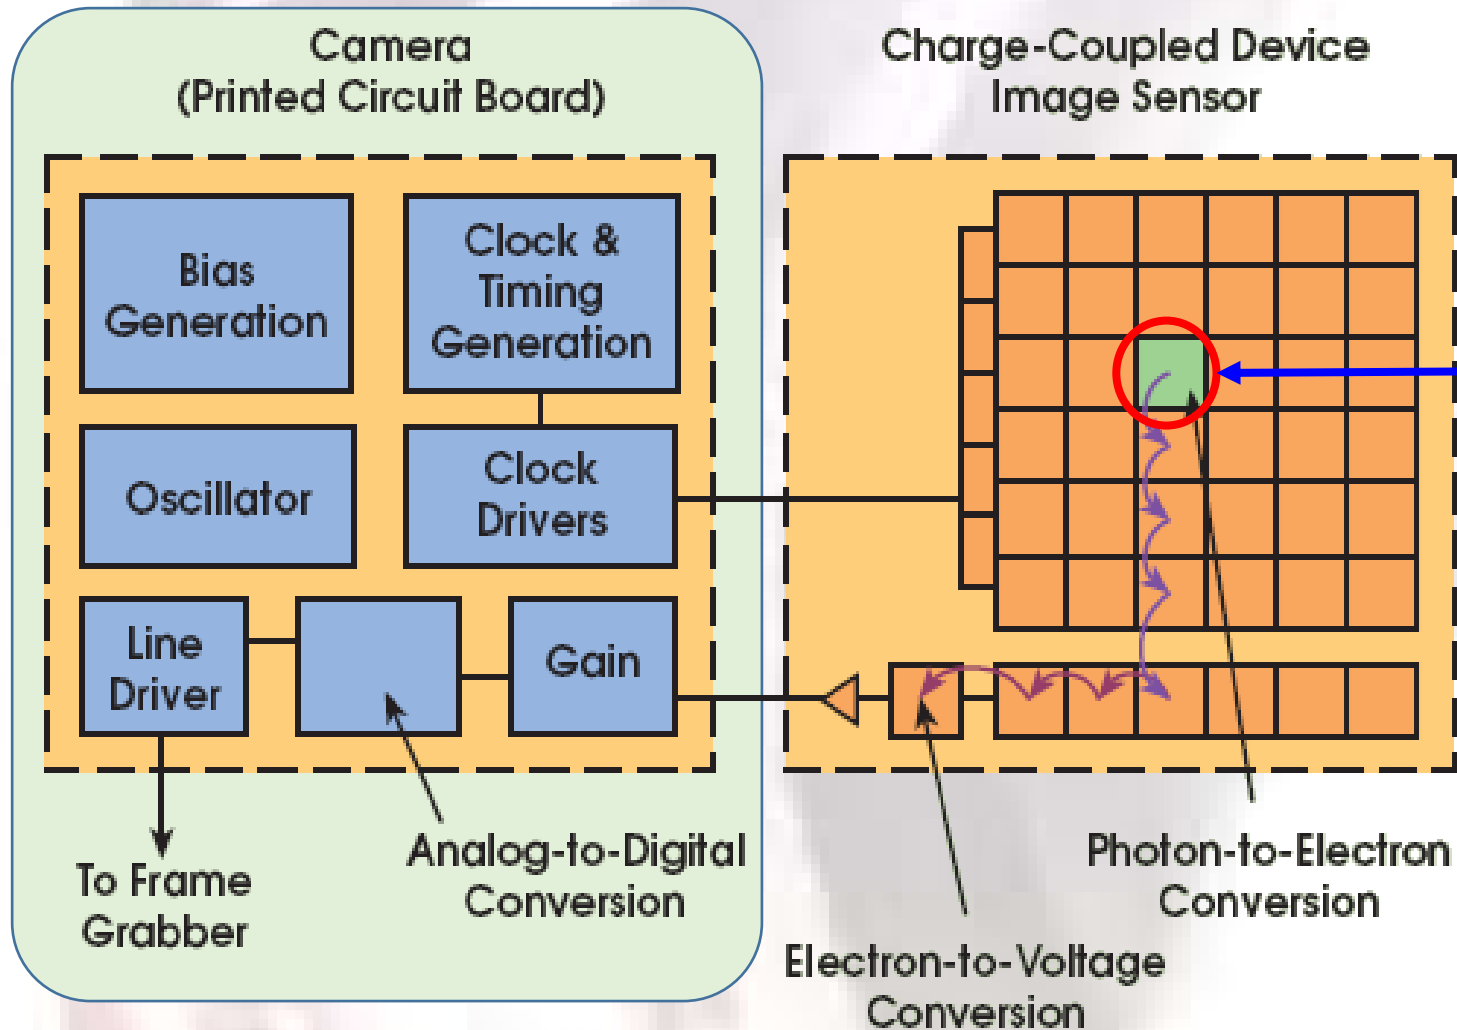 Camera
(Printed Circuit Board)
Charge-Coupled Device
Image Sensor
Bias
Generation
Clock &
Timing
Generation
Oscillator
Clock
Drivers
Line
Driver
Gain
To Frame
Grabber
Analog-to-Digital
Conversion
Photon-to-Electron
Conversion
Electron-to-Voltage
Conversion